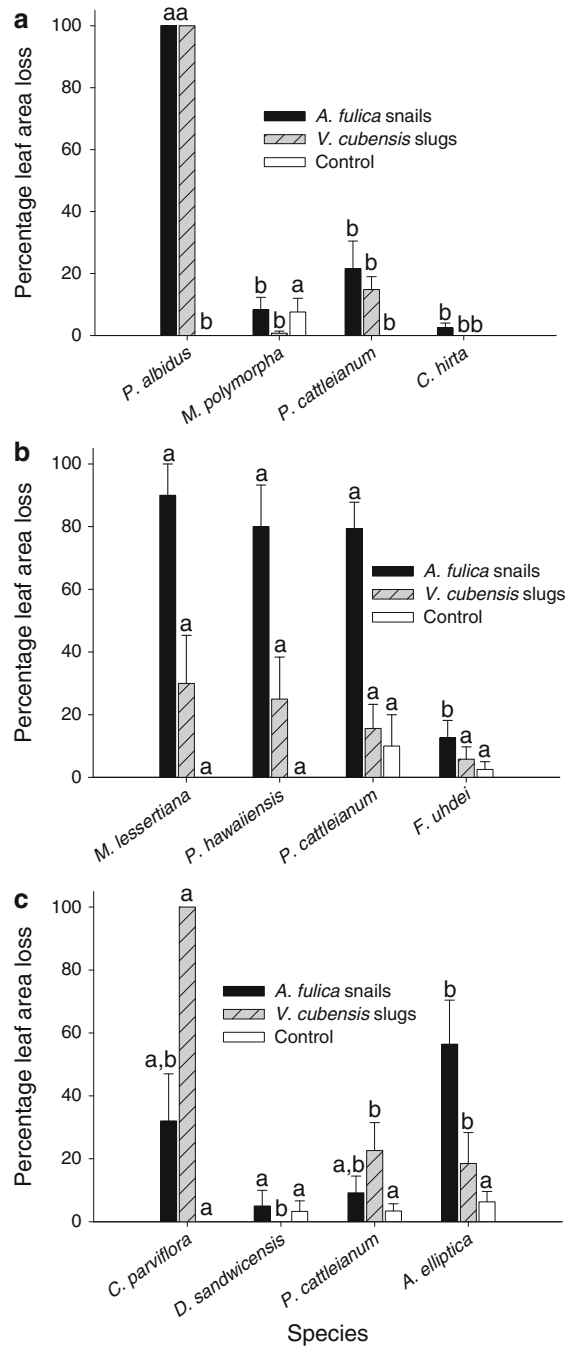 a
aa
100
80
60
40
20
0
Percentage leaf area loss
A. fulica snails
V. cubensis slugs
Control
b
b
b
a
b
b
b
b
bb
P. albidus
M. polymorpha
P. cattleianum
C. hirta
b
100
80
60
40
20
0
Percentage leaf area loss
a
a
a
A. fulica snails
V. cubensis slugs
Control
a
a
a
a
a
a
b
a
a
M. lessertiana
P. hawaiiensis
P. cattleianum
F. uhdei
c
100
80
60
40
20
0
Percentage leaf area loss
a
A. fulica snails
V. cubensis slugs
Control
a,b
a
a
b
a
a,b
b
a
b
b
a
C. parviflora
D. sandwicensis
P. cattleianum
A. elliptica
Species